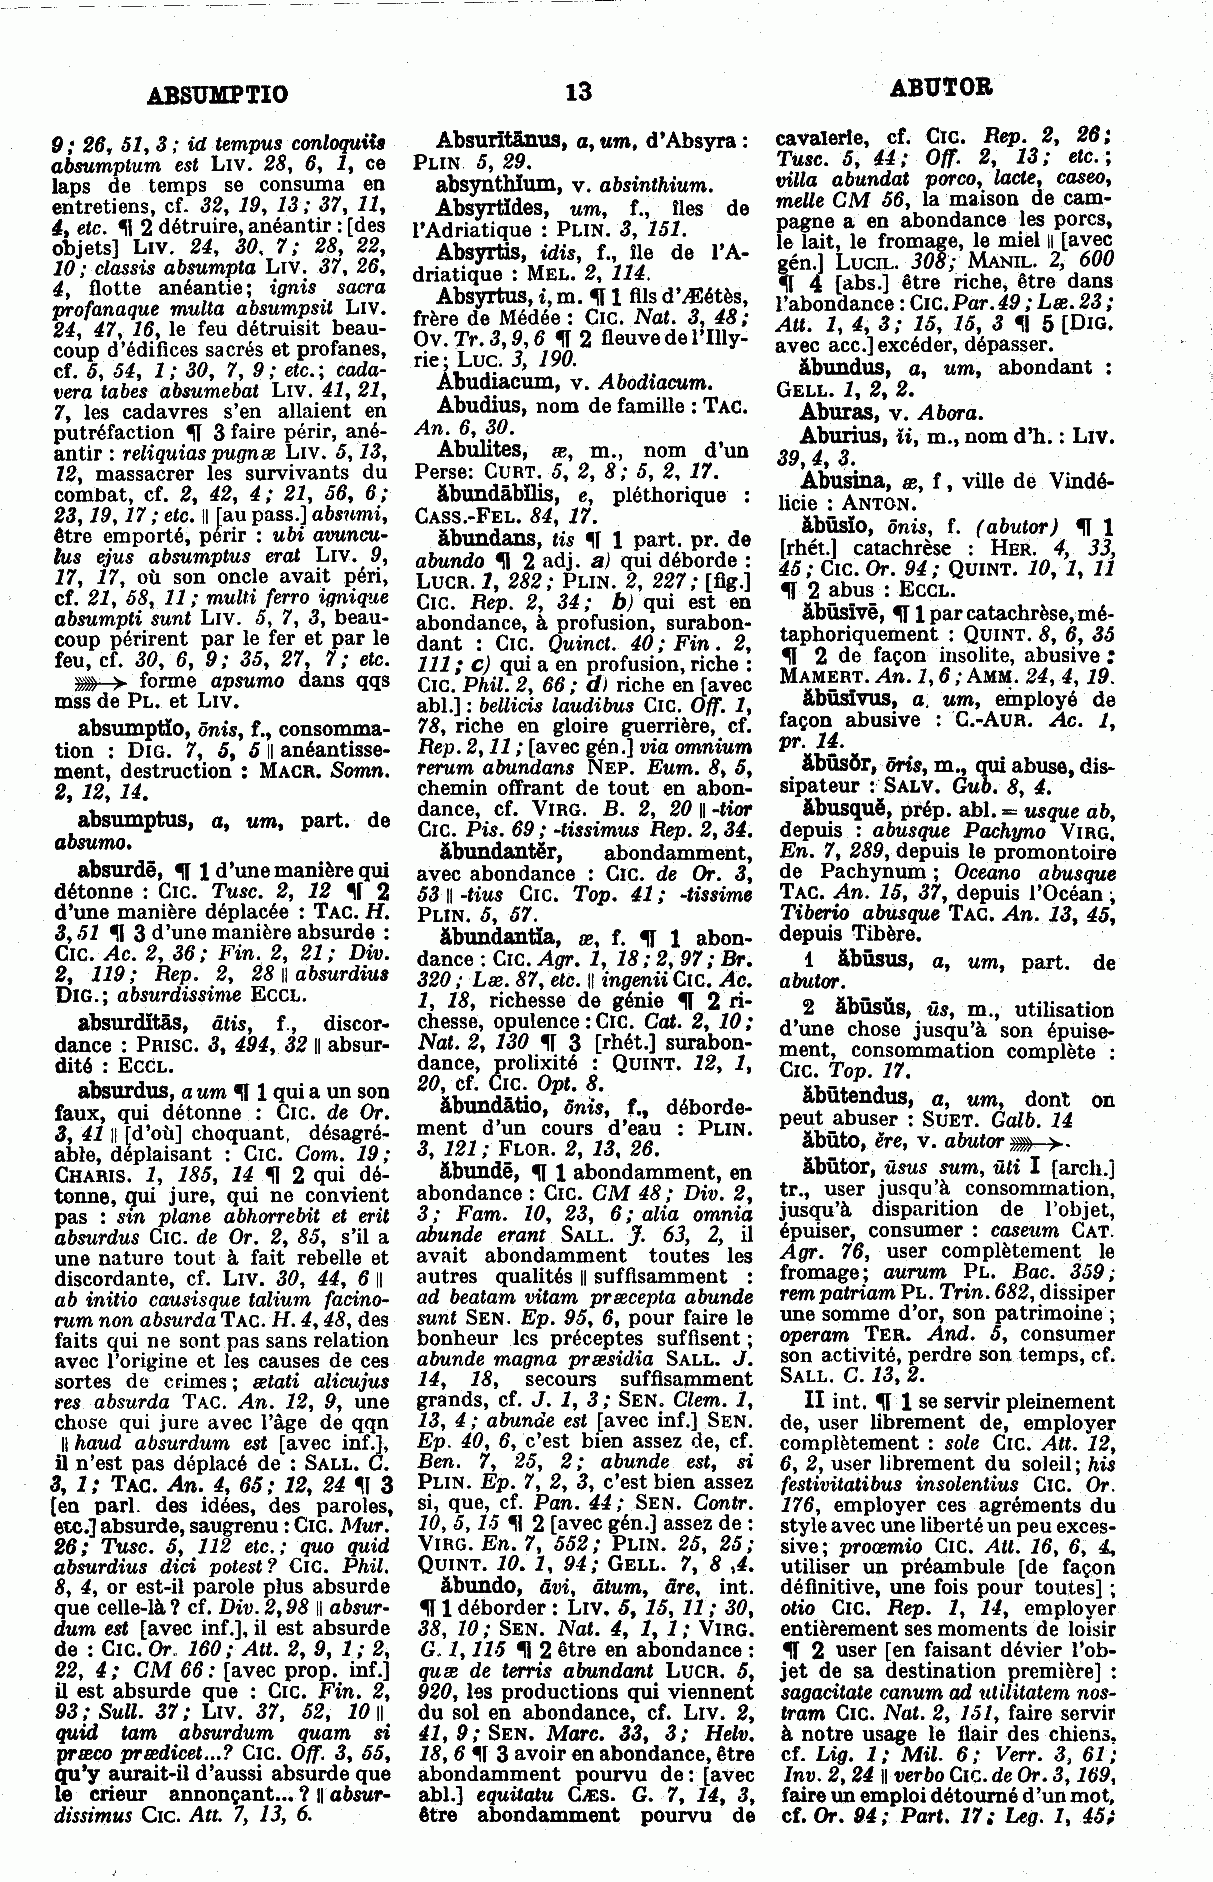 ABSUMPTIO
13
ABUTOR
9; 26, 51, 3; id tempus conloquiis
absumptum est LIV. 28, 6, 1, ce
laps de temps se consuma en
entretiens, cf. 32, 19, 13; 37, 11,
4, etc. ¶ 2 détruire, anéantir : [des
objets] LIV. 24, 30, 7; 28, 22,
10; classis absumpta LIV. 37, 26,
4, flotte anéantie; ignis sacra
profanaque multa absumpsit LIV.
24, 47, 16, le feu détruisit beau-
coup d'édifices sacrés et profanes,
cf. 5, 54, 1; 30, 7, 9; etc.; cada-
vera tabes absumebat LIV. 41, 21,
7, les cadavres s'en allaient en
putréfaction ¶ 3 faire périr, ané-
antir : reliquias pugnæ LIV. 5, 13,
12, massacrer les survivants du
combat, cf. 2, 42, 4; 21, 56, 6;
23, 19, 17; etc. ǁ [au pass.] absumi,
être emporté, périr : ubi avuncu-
lus ejus absumptus erat LIV. 9,
17, 17, où son oncle avait péri,
cf. 21, 58, 11; multi ferro ignique
absumpti sunt LIV. 5, 7, 3, beau-
coup périrent par le fer et par le
feu, cf. 30, 6, 9; 35, 27, 7; etc.
⤜→ forme apsumo dans qqs
mss de PL. et LIV.
absumptĭo, ōnis, f., consomma-
tion : DIG. 7, 5, 5 ǁ anéantisse-
ment, destruction : MACR. Somn.
2, 12, 14.
absumptus, a, um, part. de
absumo.
absurdē, ¶ 1 d'une manière qui
détonne : CIC. Tusc. 2, 12 ¶ 2
d'une manière déplacée : TAC. H.
3, 51 ¶ 3 d'une manière absurde :
CIC. Ac. 2, 36; Fin. 2, 21; Div.
2, 119; Rep. 2, 28 ǁ absurdius
DIG.; absurdissime ECCL.
absurdĭtās, ātis, f., discor-
dance : PRISC. 3, 494, 32 ǁ absur-
dité : ECCL.
absurdus, a um ¶ 1 qui a un son
faux, qui détonne : CIC. de Or.
3, 41 ǁ [d'où] choquant, désagré-
able, déplaisant : CIC. Com. 19;
CHARIS. 1, 185, 14 ¶ 2 qui dé-
tonne, qui jure, qui ne convient
pas : sin plane abhorrebit et erit
absurdus CIC. de Or. 2, 85, s'il a
une nature tout à fait rebelle et
discordante, cf. LIV. 30, 44, 6 ǁ
ab initio causisque talium facino-
rum non absurda TAC. H. 4, 48, des
faits qui ne sont pas sans relation
avec l'origine et les causes de ces
sortes de crimes; ætati alicujus
res absurda TAC. An. 12, 9, une
chose qui jure avec l'âge de qqn
ǁ haud absurdum est [avec inf.],
il n'est pas déplacé de : SALL. C.
3, 1; TAC. An. 4, 65; 12, 24 ¶ 3
[en parl. des idées, des paroles,
etc.] absurde, saugrenu : CIC. Mur.
26; Tusc. 5, 112 etc.; quo quid
absurdius dici potest? CIC. Phil.
8, 4, or est-il parole plus absurde
que celle-là? cf. Div. 2, 98 ǁ absur-
dum est [avec inf.], il est absurde
de : CIC. Or. 160; Att. 2, 9, 1; 2,
22, 4; CM 66: [avec prop. inf.]
il est absurde que : CIC. Fin. 2,
93; Sull. 37; LIV. 37, 52, 10 ǁ
quid tam absurdum quam si
præco prædicet...? CIC. Off. 3, 55,
qu'y aurait-il d'aussi absurde que
le crieur annonçant...? ǁ absur-
dissimus CIC. Att. 7, 13, 6.
Absurĭtānus, a, um, d'Absyra :
PLIN 5, 29.
absynthĭum, v. absinthium.
Absyrtĭdes, um, f., îles de
l'Adriatique : PLIN. 3, 151.
Absyrtis, idis, f., île de l'A-
driatique : MEL. 2, 114.
Absyrtus, i, m. ¶ 1 fils d'Æétès,
frère de Médée : CIC. Nat. 3, 48;
OV. Tr. 3, 9, 6 ¶ 2 fleuve de l'Illy-
rie; LUC. 3, 190.
Abudiacum, v. Abodiacum.
Abudius, nom de famille : TAC.
An. 6, 30.
Abulites, æ, m., nom d'un
Perse: CURT. 5, 2, 8; 5, 2, 17.
ăbundābĭlis, e, pléthorique :
CASS.-FEL. 84, 17.
ăbundans, tis ¶ 1 part. pr. de
abundo ¶ 2 adj. a) qui déborde :
LUCR. 1, 282; PLIN. 2, 227; [fig.]
CIC. Rep. 2, 34; b) qui est en
abondance, à profusion, surabon-
dant : CIC. Quinct. 40; Fin. 2,
111; c) qui a en profusion, riche :
CIC. Phil. 2, 66; d) riche en [avec
abl.] : bellicis laudibus CIC. Off. 1,
78, riche en gloire guerrière, cf.
Rep. 2, 11; [avec gén.] via omnium
rerum abundans NEP. Eum. 8, 5,
chemin offrant de tout en abon-
dance, cf. VIRG. B. 2, 20 ǁ -tior
CIC. Pis. 69; -tissimus Rep. 2, 34.
ăbundantĕr, abondamment,
avec abondance : CIC. de Or. 3,
53 ǁ -tius CIC. Top. 41; -tissime
PLIN. 5, 57.
ăbundantĭa, æ, f. ¶ 1 abon-
dance : CIC. Agr. 1, 18; 2, 97; Br.
320; Læ. 87, etc. ǁ ingenii CIC. Ac.
1, 18, richesse de génie ¶ 2 ri-
chesse, opulence : CIC. Cat. 2, 10;
Nat. 2, 130 ¶ 3 [rhét.] surabon-
dance, prolixité : QUINT. 12, 1,
20, cf. CIC. Opt. 8.
ăbundātio, ōnis, f., déborde-
ment d'un cours d'eau : PLIN.
3, 121; FLOR. 2, 13, 26.
ăbundē, ¶ 1 abondamment, en
abondance : CIC. CM 48; Div. 2,
3; Fam. 10, 23, 6; alia omnia
abunde erant SALL. J. 63, 2, il
avait abondamment toutes les
autres qualités ǁ suffisamment :
ad beatam vitam præcepta abunde
sunt SEN. Ep. 95, 6, pour faire le
bonheur les préceptes suffisent;
abunde magna præsidia SALL. J.
14, 18, secours suffisamment
grands, cf. J. 1, 3; SEN. Clem. 1,
13, 4; abunde est [avec inf.] SEN.
Ep. 40, 6, c'est bien assez de, cf.
Ben. 7, 25, 2; abunde est, si
PLIN. Ep. 7, 2, 3, c'est bien assez
si, que, cf. Pan. 44; SEN. Contr.
10, 5, 15 ¶ 2 [avec gén.] assez de :
VIRG. En. 7, 552; PLIN. 25, 25;
QUINT. 10. 1, 94; GELL. 7, 8 ,4.
ăbundo, āvi, ātum, āre, int.
¶ 1 déborder : LIV. 5, 15, 11; 30,
38, 10; SEN. Nat. 4, 1, 1; VIRG.
G. 1, 115 ¶ 2 être en abondance :
quæ de terris abundant LUCR. 5,
920, les productions qui viennent
du sol en abondance, cf. LIV. 2,
41, 9; SEN. Marc. 33, 3; Helv.
18, 6 ¶ 3 avoir en abondance, être
abondamment pourvu de : [avec
abl.] equitatu CÆS. G. 7, 14, 3,
être abondamment pourvu de
cavalerie, cf. CIC. Rep. 2, 26;
Tusc. 5, 44; Off. 2, 13; etc.;
villa abundat porco, lacte, caseo,
melle CM 56, la maison de cam-
pagne a en abondance les porcs,
le lait, le fromage, le miel ǁ [avec
gén.] LUCIL. 308; MANIL. 2, 600
¶ 4 [abs.] être riche, être dans
l'abondance : CIC. Par. 49; Læ. 23;
Att. 1, 4, 3; 15, 15, 3 ¶ 5 [DIG.
avec acc.] excéder, dépasser.
ăbundus, a, um, abondant :
GELL. 1, 2, 2.
Aburas, v. Abora.
Aburius, ĭi, m., nom d'h. : LIV.
39, 4, 3.
Abusina, æ, f , ville de Vindé-
licie : ANTON.
ăbūsĭo, ōnis, f. (abutor) ¶ 1
[rhét.] catachrèse : HER. 4, 33,
45; CIC. Or. 94; QUINT. 10, 1, 11
¶ 2 abus : ECCL.
ăbūsīvē, ¶ 1 par catachrèse, mé-
taphoriquement : QUINT. 8, 6, 35
¶ 2 de façon insolite, abusive :
MAMERT. An. 1, 6; AMM. 24, 4, 19.
ăbūsīvus, a. um, employé de
façon abusive : C.-AUR. Ac. 1,
pr. 14.
ăbūsŏr, ōris, m., qui abuse, dis-
sipateur : SALV. Gub. 8, 4.
ăbusquĕ, prép. abl. = usque ab,
depuis : abusque Pachyno VIRG.
En. 7, 289, depuis le promontoire
de Pachynum; Oceano abusque
TAC. An. 15, 37, depuis l'Océan;
Tiberio abusque TAC. An. 13, 45,
depuis Tibère.
1 ăbūsus, a, um, part. de
abutor.
2 ăbūsŭs, ūs, m., utilisation
d'une chose jusqu'à son épuise-
ment, consommation complète :
CIC. Top. 17.
ăbūtendus, a, um, dont on
peut abuser : SUET. Galb. 14
ăbūto, ĕre, v. abutor ⤜→.
ăbūtor, ūsus sum, ūti I [arch.]
tr., user jusqu'à consommation,
jusqu'à disparition de l'objet,
épuiser, consumer : caseum CAT.
Agr. 76, user complètement le
fromage; aurum PL. Bac. 359;
rem patriam PL. Trin. 682, dissiper
une somme d'or, son patrimoine;
operam TER. And. 5, consumer
son activité, perdre son temps, cf.
SALL. C. 13, 2.
II int. ¶ 1 se servir pleinement
de, user librement de, employer
complètement : sole CIC. Att. 12,
6, 2, user librement du soleil; his
festivitatibus insolentius CIC. Or.
176, employer ces agréments du
style avec une liberté un peu exces-
sive; proœmio CIC. Att. 16, 6, 4,
utiliser un préambule [de façon
définitive, une fois pour toutes];
otio CIC. Rep. 1, 14, employer
entièrement ses moments de loisir
¶ 2 user [en faisant dévier l'ob-
jet de sa destination première] :
sagacitate canum ad utilitatem nos-
tram CIC. Nat. 2, 151, faire servir
à notre usage le flair des chiens,
cf. Lig. 1; Mil. 6; Verr. 3, 61;
Inv. 2, 24 ǁ verbo CIC. de Or. 3, 169,
faire un emploi détourné d'un mot,
cf. Or. 94; Part. 17; Leg. 1, 45;